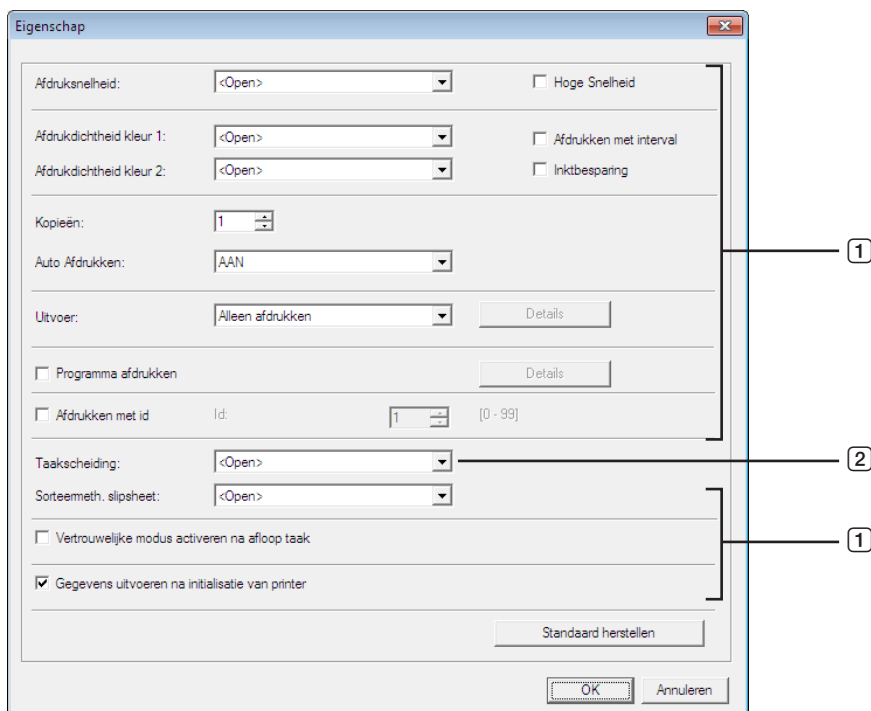 Eigenschap
Afdruksnelheid: <Open> Hoge Snelheid
Afdrukdichtheid kleur 1: <Open> Afdrukken met interval
Afdrukdichtheid kleur 2: <Open> Inktbesparing
Kopieën: 1
1
Auto Afdrukken: AAN
Uitvoer: Alleen afdrukken Details
Programma afdrukken Details
Afdrukken met id Id: 1 [0 - 99]
Taakscheiding: <Open> 2
Sorteermeth. slipsheet: <Open>
Vertrouwelijke modus activeren na afloop taak 1
Gegevens uitvoeren na initialisatie van printer
Standaard herstellen
OK Annuleren